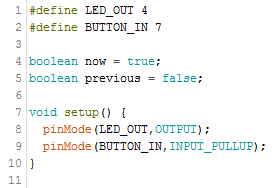 1 #define LED_OUT 4
2 #define BUTTON_IN 7
3
4 boolean now = true;
5 boolean previous = false;
6
7 void setup() {
8   pinMode(LED_OUT,OUTPUT);
9   pinMode(BUTTON_IN,INPUT_PULLUP);
10 }
11